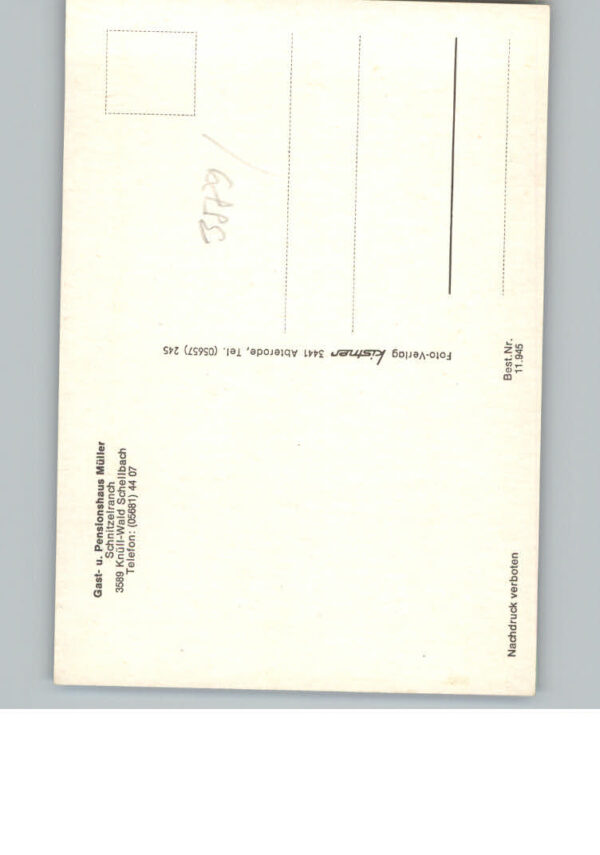 Gast- u. Pensionshaus Müller
Schnitzelranch
3589 Knüll-Wald Schellbach
Telefon: (05681) 44 07
Foto-Verlag Kistner 3441 Abterode, Tel. (05657) 245
3579/
Best.Nr.
11.945
Nachdruck verboten